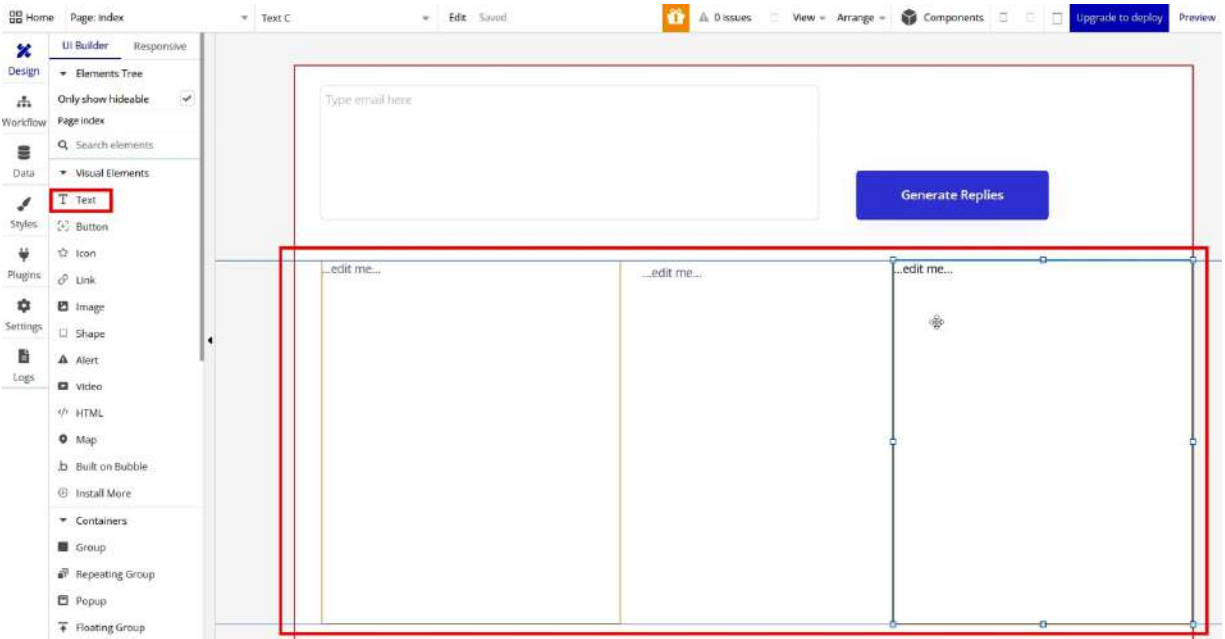 Home Page: index Text C Edit Saved 0 issues View Arrange Components Upgrade to deploy Preview
UI Builder Responsive
Design
Elements Tree
Only show hideable
Workflow
Page index
Search elements
Data
Visual Elements
Text
Styles
Button
Icon
Plugins
Link
Image
Settings
Shape
Alert
Logs
Video
</> HTML
Map
Built on Bubble
Install More
Containers
Group
Repeating Group
Popup
Floating Group
Type email here
Generate Replies
...edit me... ...edit me... ...edit me...